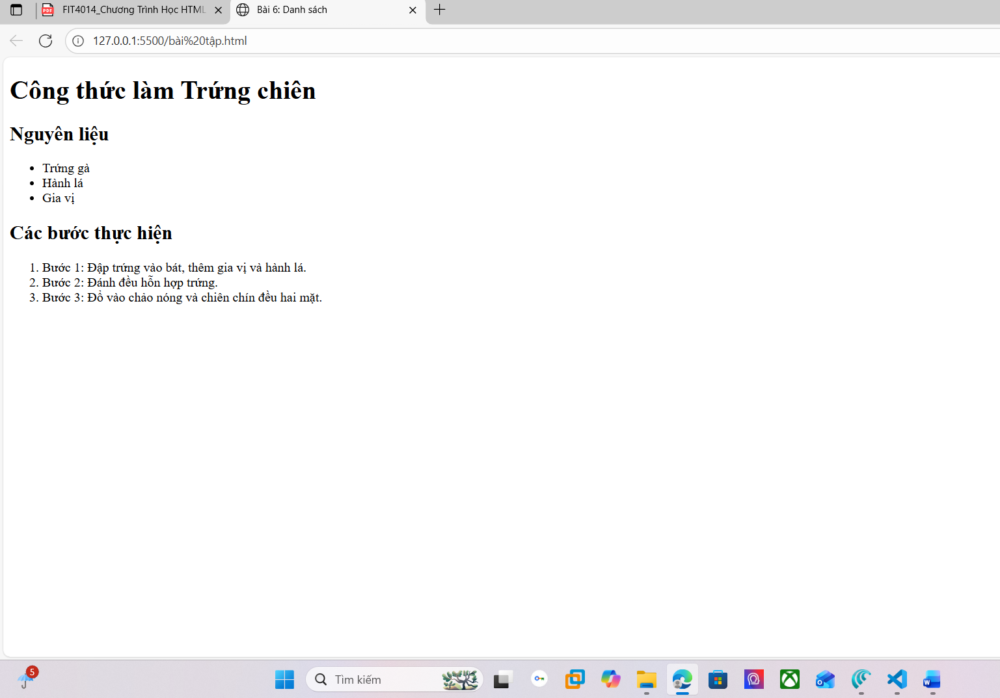 FIT4014_Chương Trình Học HTML
Bài 6: Danh sách
127.0.0.1:5500/bài%20tập.html
Công thức làm Trứng chiên
Nguyên liệu
Trứng gà
Hành lá
Gia vị
Các bước thực hiện
1. Bước 1: Đập trứng vào bát, thêm gia vị và hành lá.
2. Bước 2: Đánh đều hỗn hợp trứng.
3. Bước 3: Đổ vào chảo nóng và chiên chín đều hai mặt.
5
Tìm kiếm